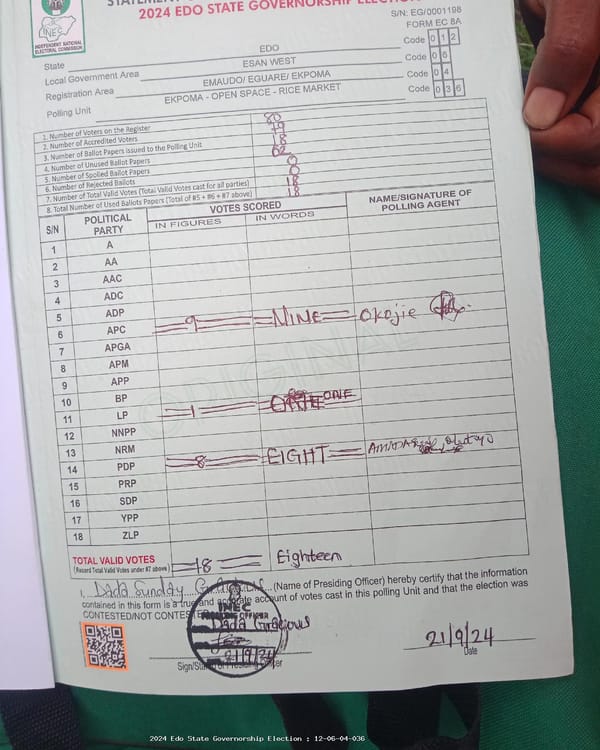 2024 EDO STATE GOVERNORSHIP ELECTION
INEC
INDEPENDENT NATIONAL ELECTORAL COMMISSION
S/N: EG/0001198
FORM EC 8A
State EDO Code 0 1 2
Local Government Area ESAN WEST Code 0 6
Registration Area EMAUDO/ EGUARE/ EKPOMA Code 0 4
Polling Unit EKPOMA - OPEN SPACE - RICE MARKET Code 0 3 6
1. Number of Voters on the Register 80
2. Number of Accredited Voters
3. Number of Ballot Papers Issued to the Polling Unit
4. Number of Unused Ballot Papers 62
5. Number of Spoiled Ballot Papers 0
6. Number of Rejected Ballots 0
7. Number of Total Valid Votes (Total Valid Votes cast for all parties) 18
8. Total Number of Used Ballots Papers (Total of #5 + #6 + #7 above) 18
S/N POLITICAL PARTY VOTES SCORED NAME/SIGNATURE OF POLLING AGENT
IN FIGURES IN WORDS
1 A
2 AA
3 AAC
4 ADC
5 ADP
6 APC 9 NINE Okojie
7 APGA
8 APM
9 APP
10 BP
11 LP 1 ONE
12 NNPP
13 NRM
14 PDP 8 EIGHT
15 PRP
16 SDP
17 YPP
18 ZLP
TOTAL VALID VOTES 18 Eighteen
(Record Total Valid Votes under #7 above)
I, Dada Sunday (Name of Presiding Officer) hereby certify that the information
contained in this form is a true and accurate account of votes cast in this polling Unit and that the election was
CONTESTED/NOT CONTESTED
INEC
Dada Gracious
21/9/24
Sign/Stamp of Presiding Officer
21/9/24
Date
ORIGINAL
2024 Edo State Governorship Election : 12-06-04-036